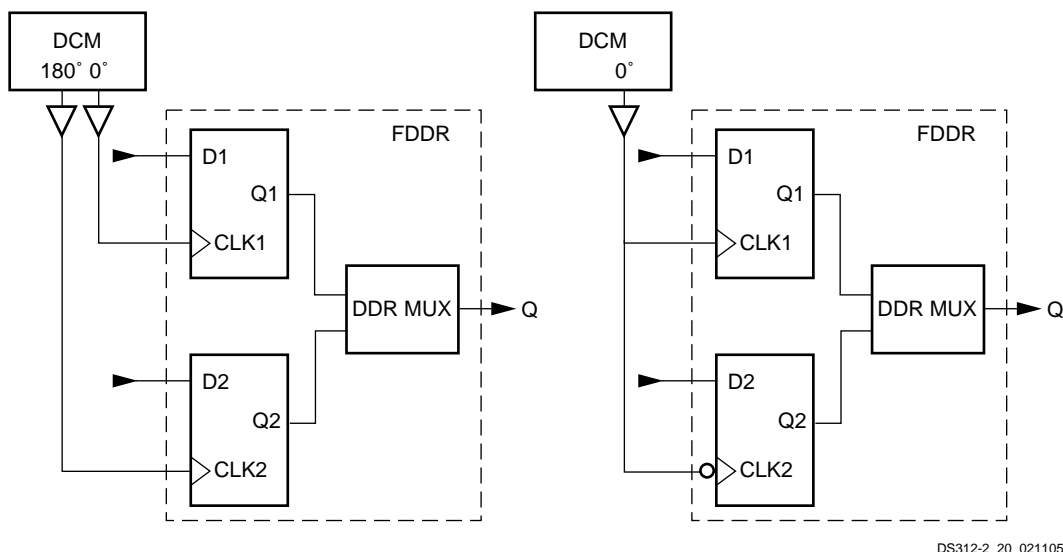 DCM
180˚ 0˚
FDDR
D1
Q1
CLK1
DDR MUX
Q
D2
Q2
CLK2
DCM
0˚
FDDR
D1
Q1
CLK1
DDR MUX
Q
D2
Q2
CLK2
DS312-2_20_021105